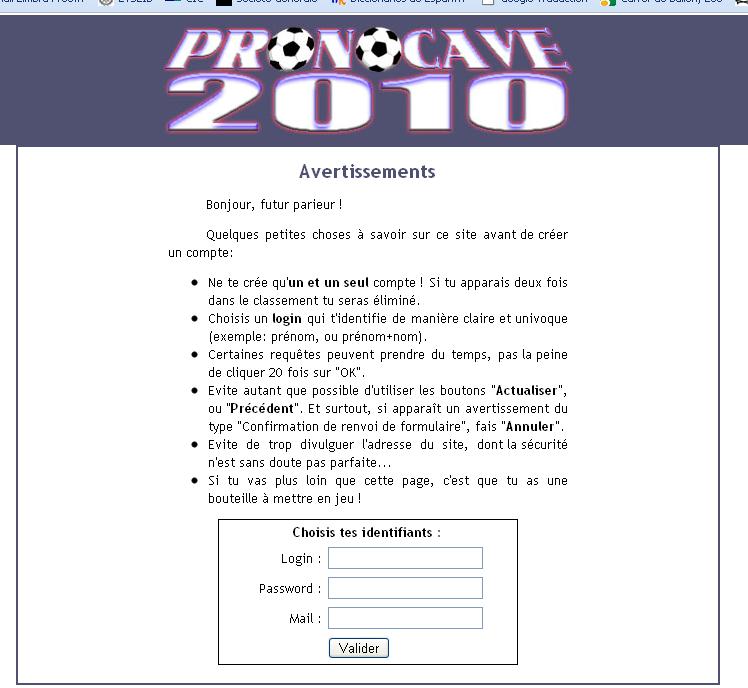 PRONOCAVE
2010
Avertissements
Bonjour, futur parieur !
Quelques petites choses à savoir sur ce site avant de créer
un compte:
Ne te crée qu'un et un seul compte ! Si tu apparais deux fois
dans le classement tu seras éliminé.
Choisis un login qui t'identifie de manière claire et univoque
(exemple: prénom, ou prénom+nom).
Certaines requêtes peuvent prendre du temps, pas la peine
de cliquer 20 fois sur "OK".
Evite autant que possible d'utiliser les boutons "Actualiser",
ou "Précédent". Et surtout, si apparaît un avertissement du
type "Confirmation de renvoi de formulaire", fais "Annuler".
Evite de trop divulguer l'adresse du site, dont la sécurité
n'est sans doute pas parfaite...
Si tu vas plus loin que cette page, c'est que tu as une
bouteille à mettre en jeu !
Choisis tes identifiants :
Login :
Password :
Mail :
Valider